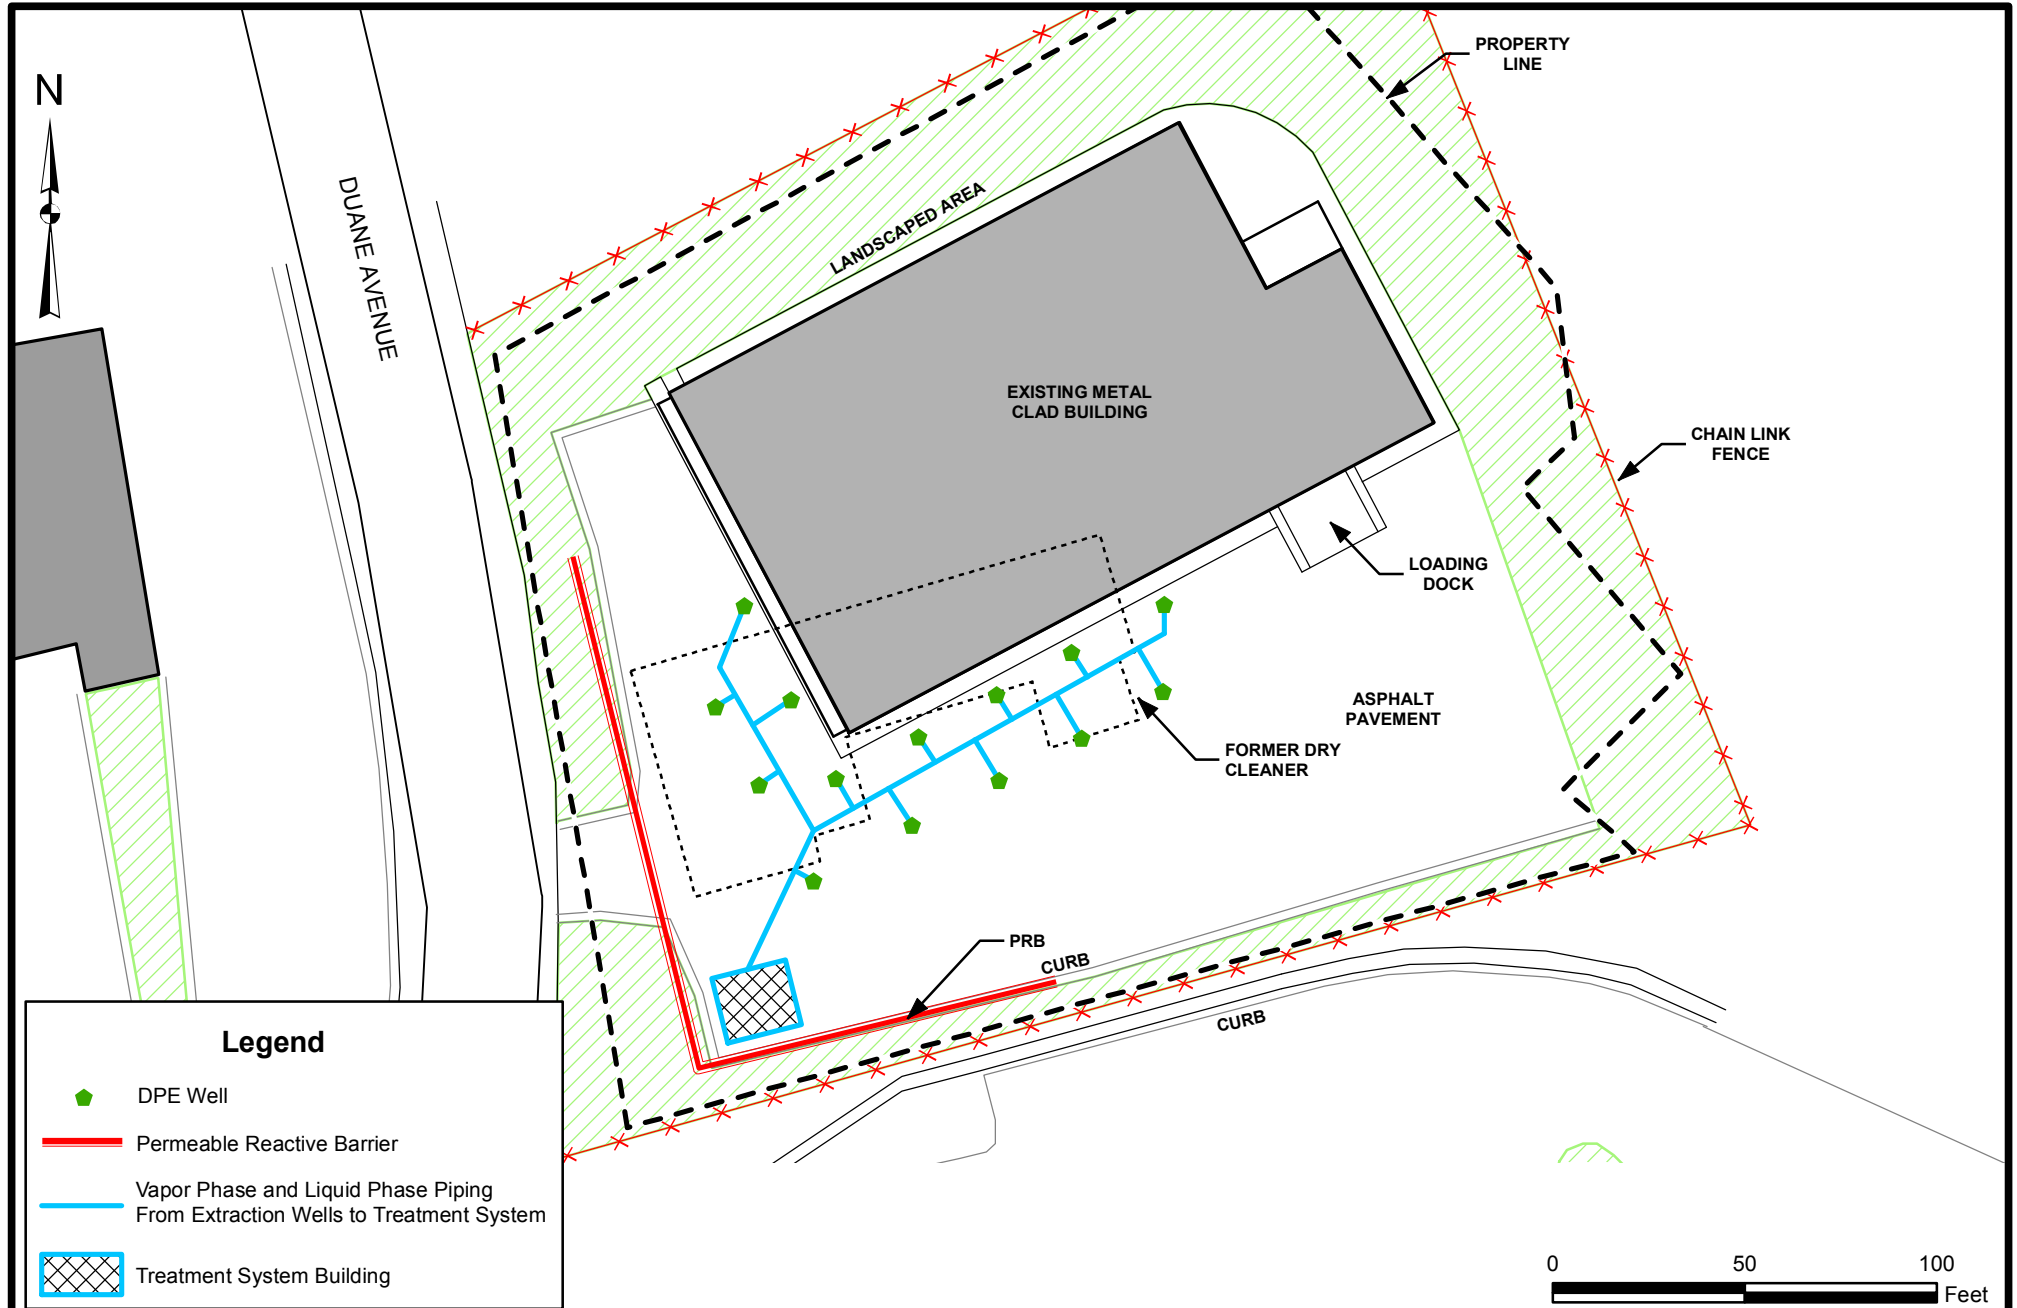 PROPERTY
LINE
N
DUANE AVENUE
LANDSCAPED AREA
EXISTING METAL
CLAD BUILDING
CHAIN LINK
FENCE
LOADING
DOCK
ASPHALT
PAVEMENT
FORMER DRY
CLEANER
PRB
CURB
CURB
Legend
DPE Well
Permeable Reactive Barrier
Vapor Phase and Liquid Phase Piping
From Extraction Wells to Treatment System
Treatment System Building
0 50 100
Feet